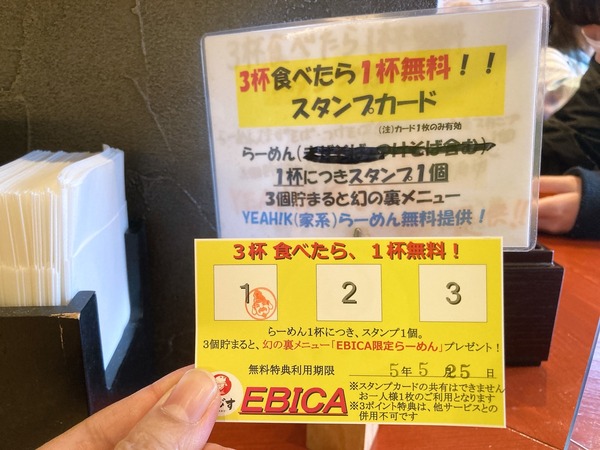 3杯食べたら1杯無料!!
スタンプカード
(注)カード1枚のみ有効
らーめん(
1杯につきスタンプ1個
3個貯まると幻の裏メニュー
YEAH!K(家系)らーめん無料提供!
3杯 食べたら、1杯無料!
1 2 3
らーめん1杯につき、スタンプ1個。
3個貯まると、幻の裏メニュー「EBICA限定らーめん」プレゼント!
無料特典利用期限 5年 5月25日
※スタンプカードの共有はできません
お一人様1枚のご利用となります
※3ポイント特典は、他サービスとの
併用不可です
EBICA